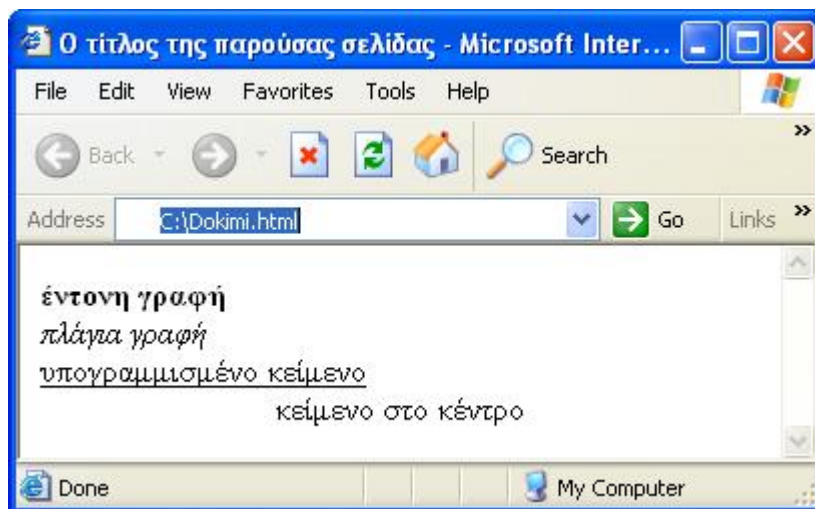 Ο τίτλος της παρούσας σελίδας - Microsoft Inter...
File Edit View Favorites Tools Help
Back Search »
Address C:\Dokimi.html Go Links »
έντονη γραφή
πλάγια γραφή
υπογραμμισμένο κείμενο
κείμενο στο κέντρο
Done My Computer